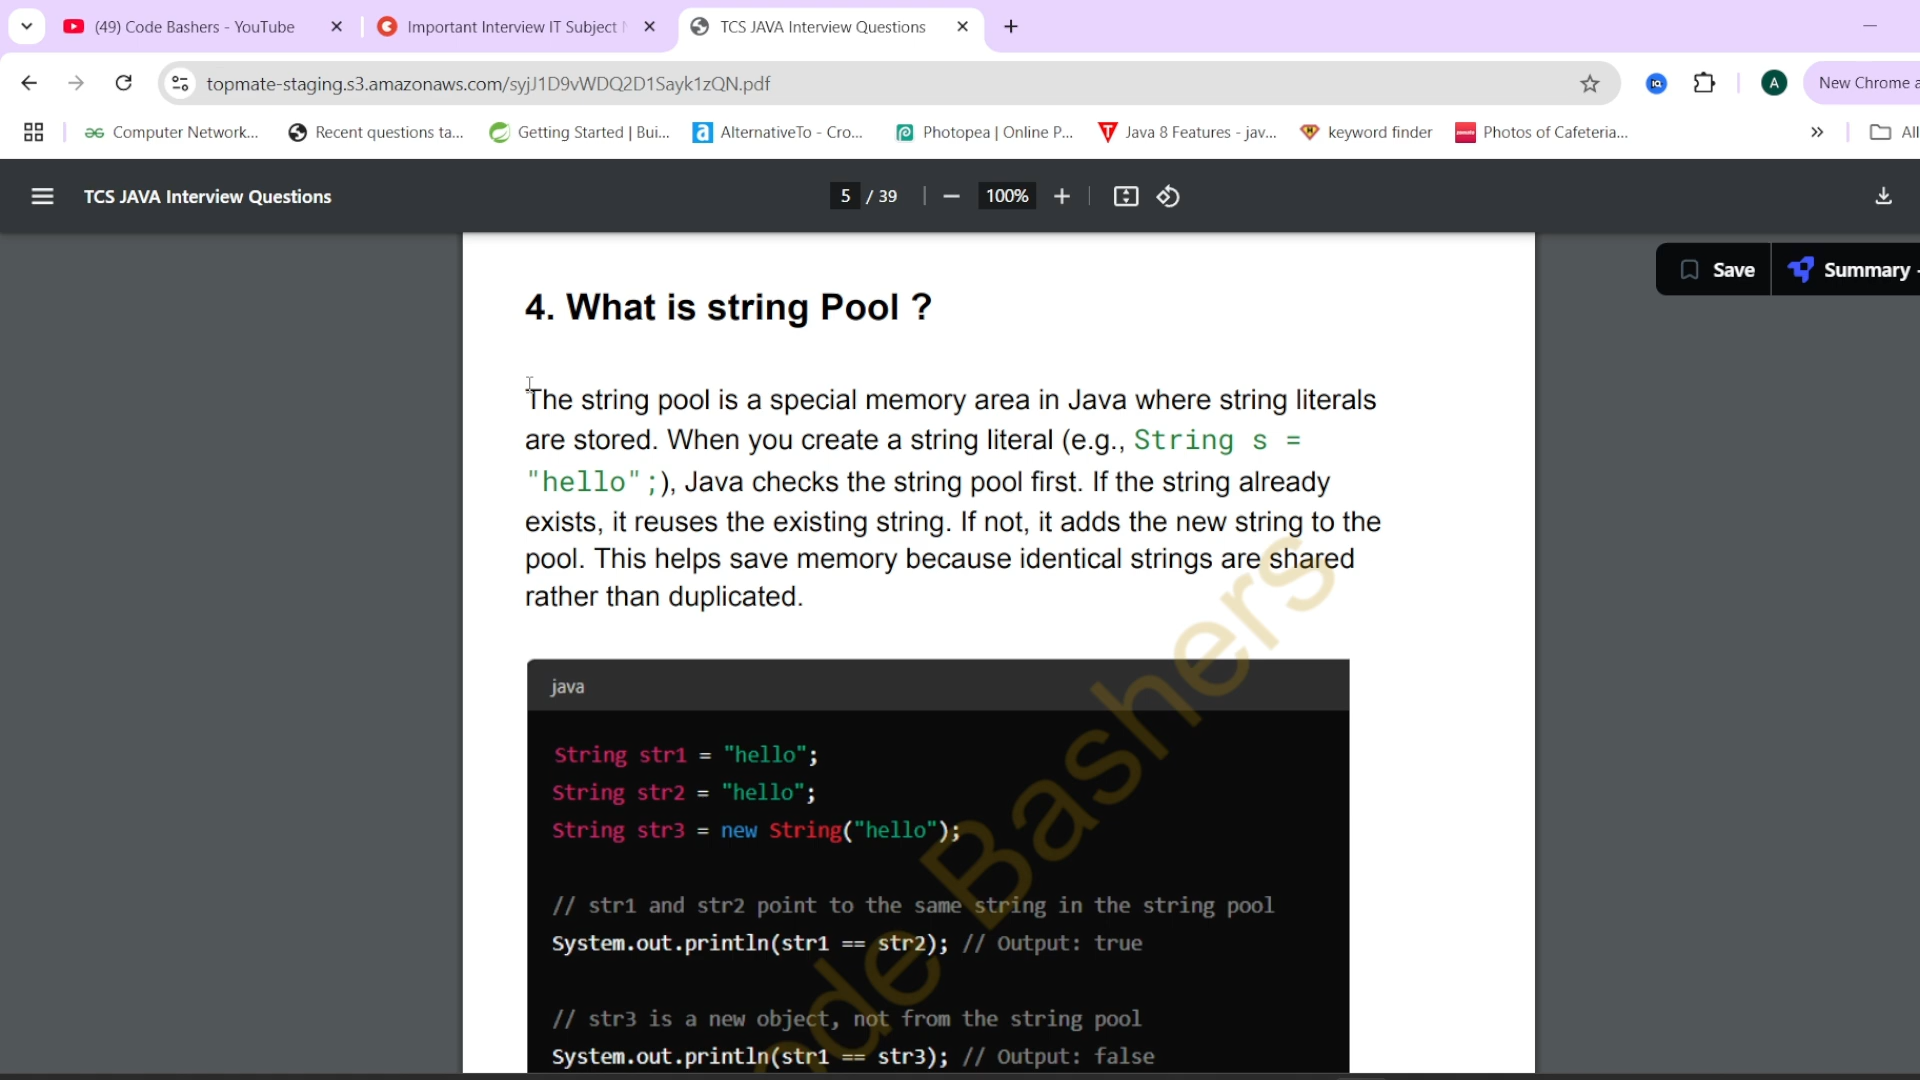 (49) Code Bashers - YouTube
Important Interview IT Subject
TCS JAVA Interview Questions
topmate-staging.s3.amazonaws.com/syjJ1D9vWDQ2D1Sayk1zQN.pdf
A
New Chrome a
Computer Network...
Recent questions ta...
Getting Started | Bui...
AlternativeTo - Cro...
Photopea | Online P...
Java 8 Features - jav...
keyword finder
Photos of Cafeteria...
All
TCS JAVA Interview Questions
5 / 39
100%
Save
Summary
4. What is string Pool ?
The string pool is a special memory area in Java where string literals
are stored. When you create a string literal (e.g., String s =
"hello";), Java checks the string pool first. If the string already
exists, it reuses the existing string. If not, it adds the new string to the
pool. This helps save memory because identical strings are shared
rather than duplicated.
java
String str1 = "hello";
String str2 = "hello";
String str3 = new String("hello");
// str1 and str2 point to the same string in the string pool
System.out.println(str1 == str2); // Output: true
// str3 is a new object, not from the string pool
System.out.println(str1 == str3); // Output: false
ode Bashers